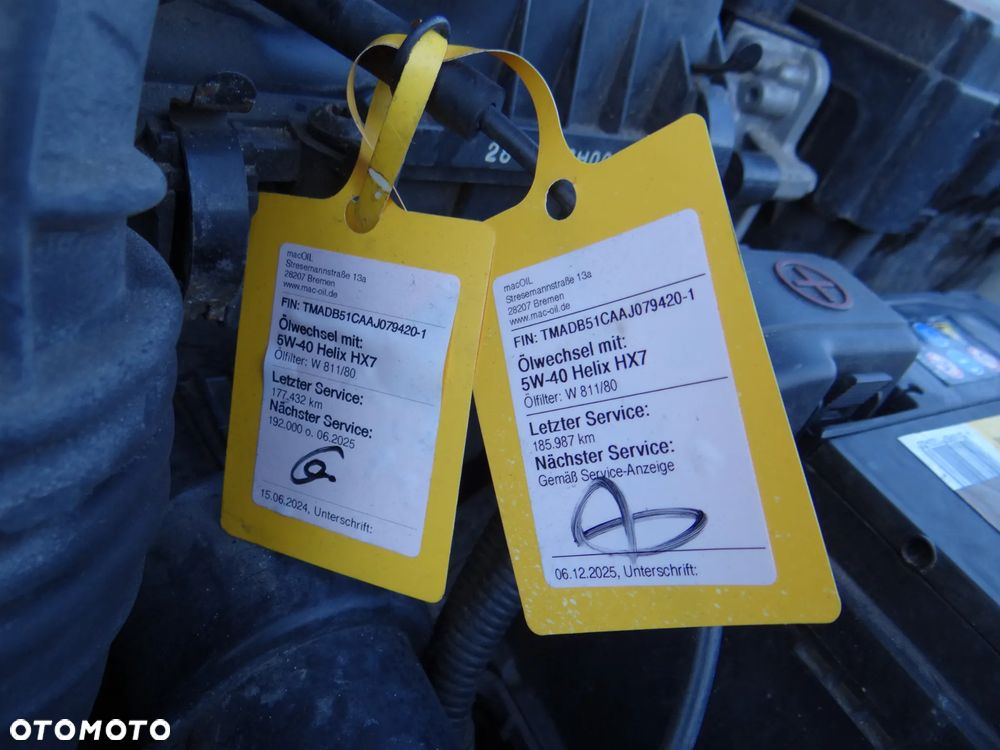 macOIL
Stresemannstraße 13a
28207 Bremen
www.mac-oil.de
FIN: TMADB51CAAJ079420-1
Ölwechsel mit:
5W-40 Helix HX7
Ölfilter: W 811/80
Letzter Service:
177.432 km
Nächster Service:
192.000 o. 06.2025
15.06.2024, Unterschrift:
macOIL
Stresemannstraße 13a
28207 Bremen
www.mac-oil.de
FIN: TMADB51CAAJ079420-1
Ölwechsel mit:
5W-40 Helix HX7
Ölfilter: W 811/80
Letzter Service:
185.987 km
Nächster Service:
Gemäß Service-Anzeige
06.12.2025, Unterschrift:
OTOMOTO